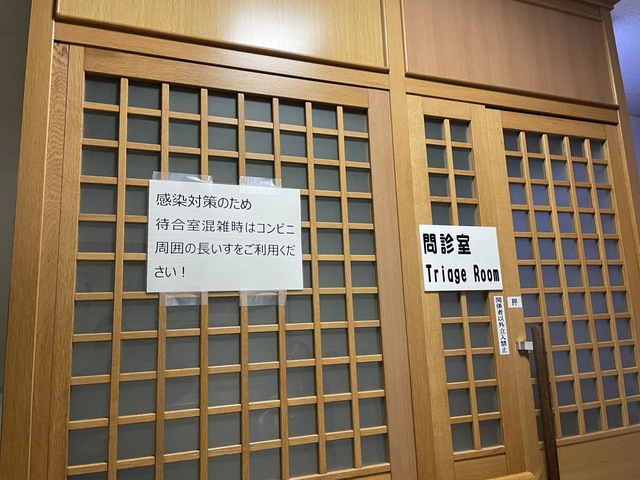 感染対策のため
待合室混雑時はコンビニ
周囲の長いすをご利用くだ
さい！
問診室
Triage Room
関係者以外立入禁止
押